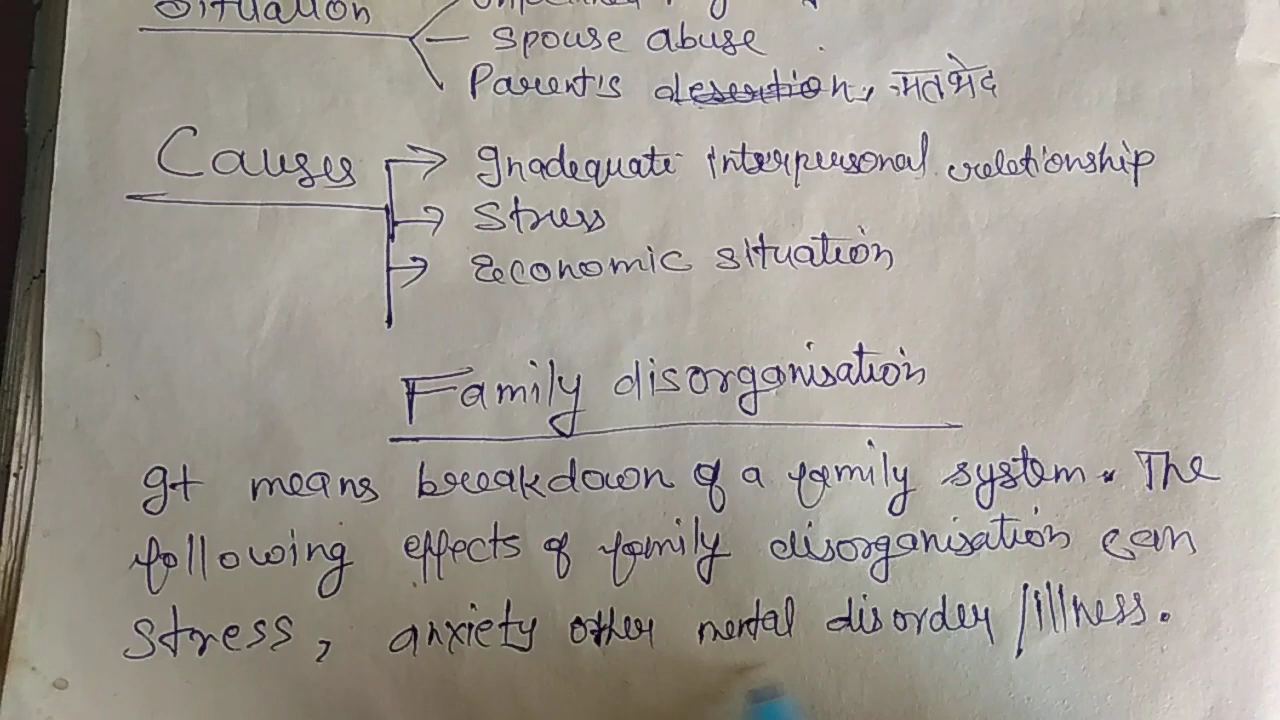 Situation
- Spouse abuse
Parent's desertion, मतभेद
Causes → Inadequate interpersonal relationship
→ Stress
→ Economic situation
Family disorganisation
It means breakdown of a family system. The
following effects of family disorganisation can
stress, anxiety other mental disorder/illness.